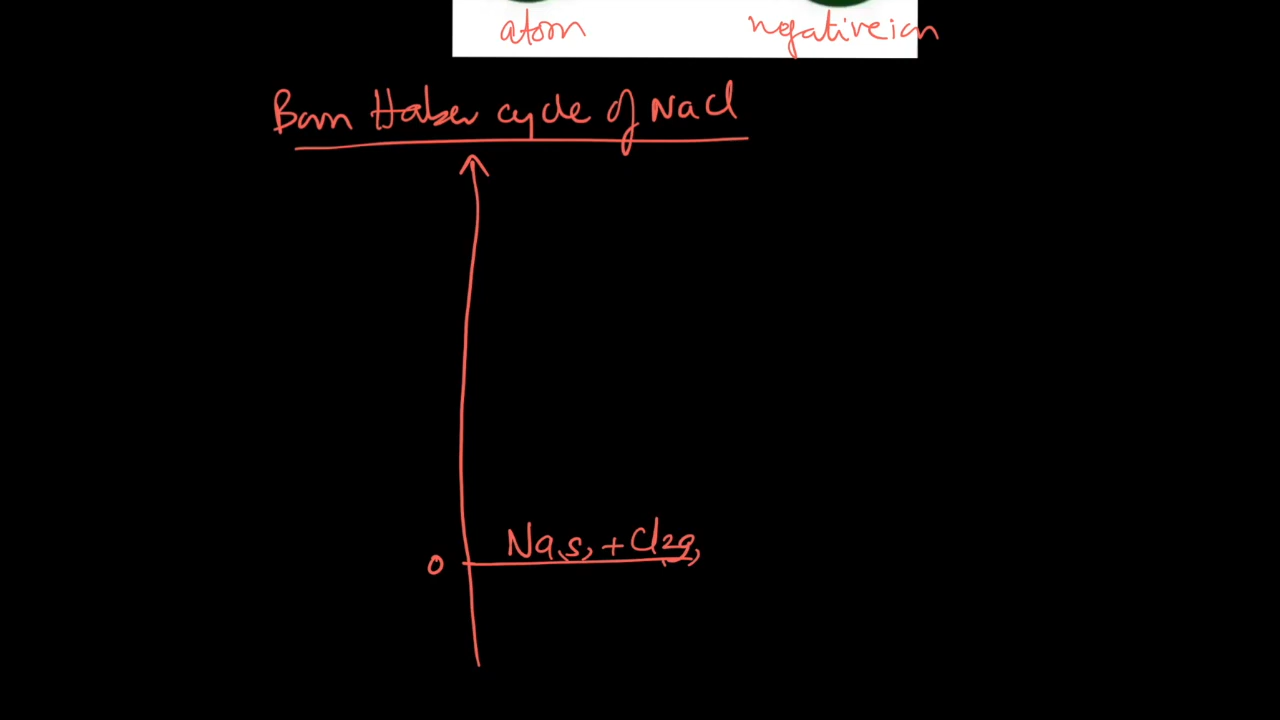 atom negative ion
Born Haber cycle of NaCl
Na(s) + Cl2(g)
0